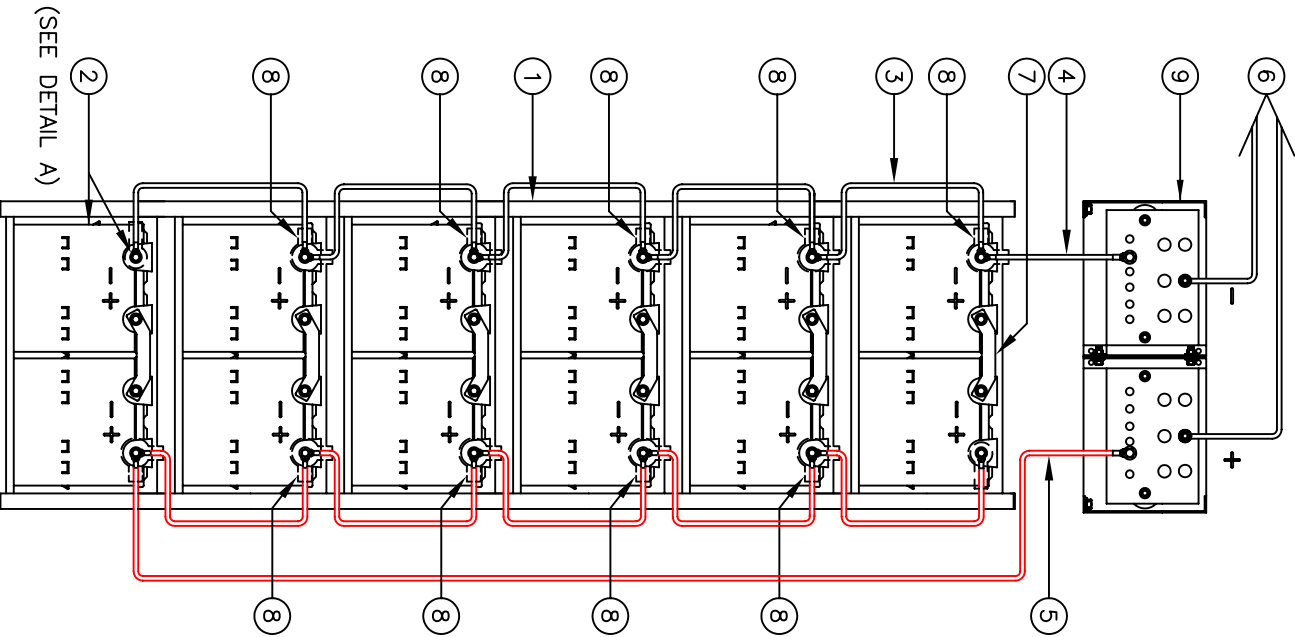 6
- +
9
4
5
7
- + - +
8
3
- + - +
8 8
- + - +
8 8
1
- + - +
8 8
- + - +
8 8
- + - +
2
(SEE DETAIL A)